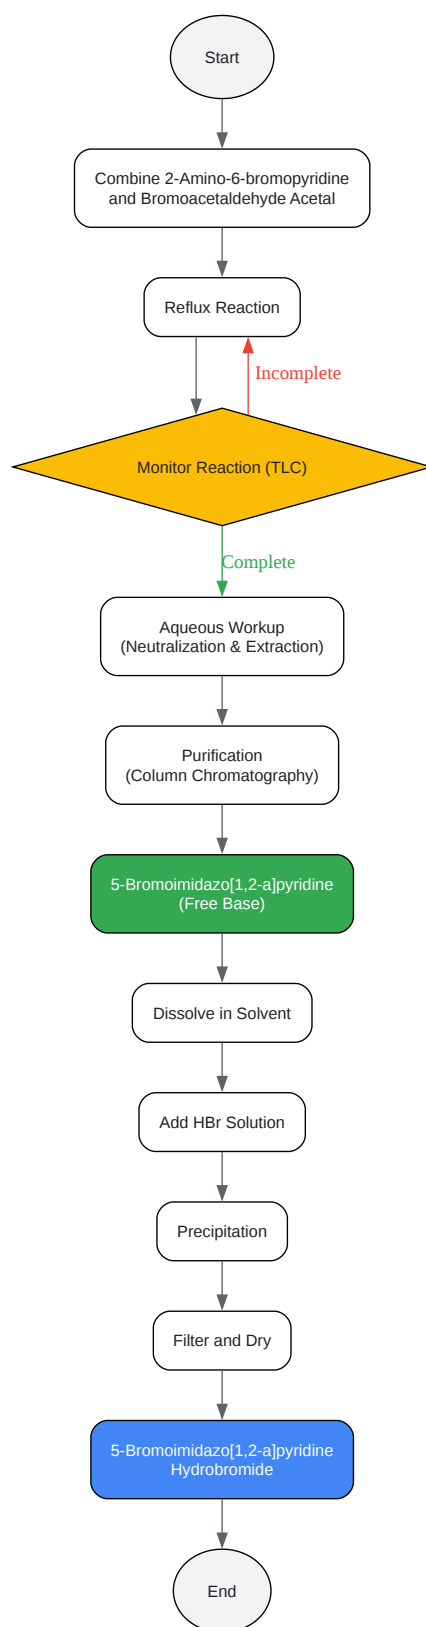 Start
Combine 2-Amino-6-bromopyridine
and Bromoacetaldehyde Acetal
Reflux Reaction
Incomplete
Monitor Reaction (TLC)
Complete
Aqueous Workup
(Neutralization & Extraction)
Purification
(Column Chromatography)
5-Bromoimidazo[1,2-a]pyridine
(Free Base)
Dissolve in Solvent
Add HBr Solution
Precipitation
Filter and Dry
5-Bromoimidazo[1,2-a]pyridine
Hydrobromide
End